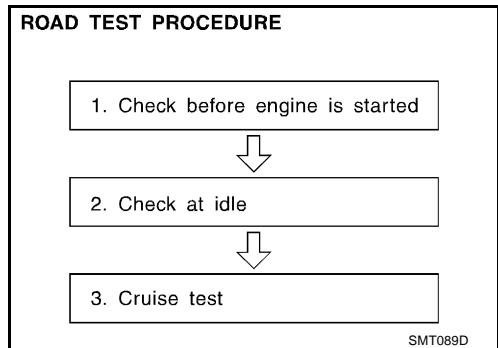 ROAD TEST PROCEDURE
1. Check before engine is started
2. Check at idle
3. Cruise test
SMT089D